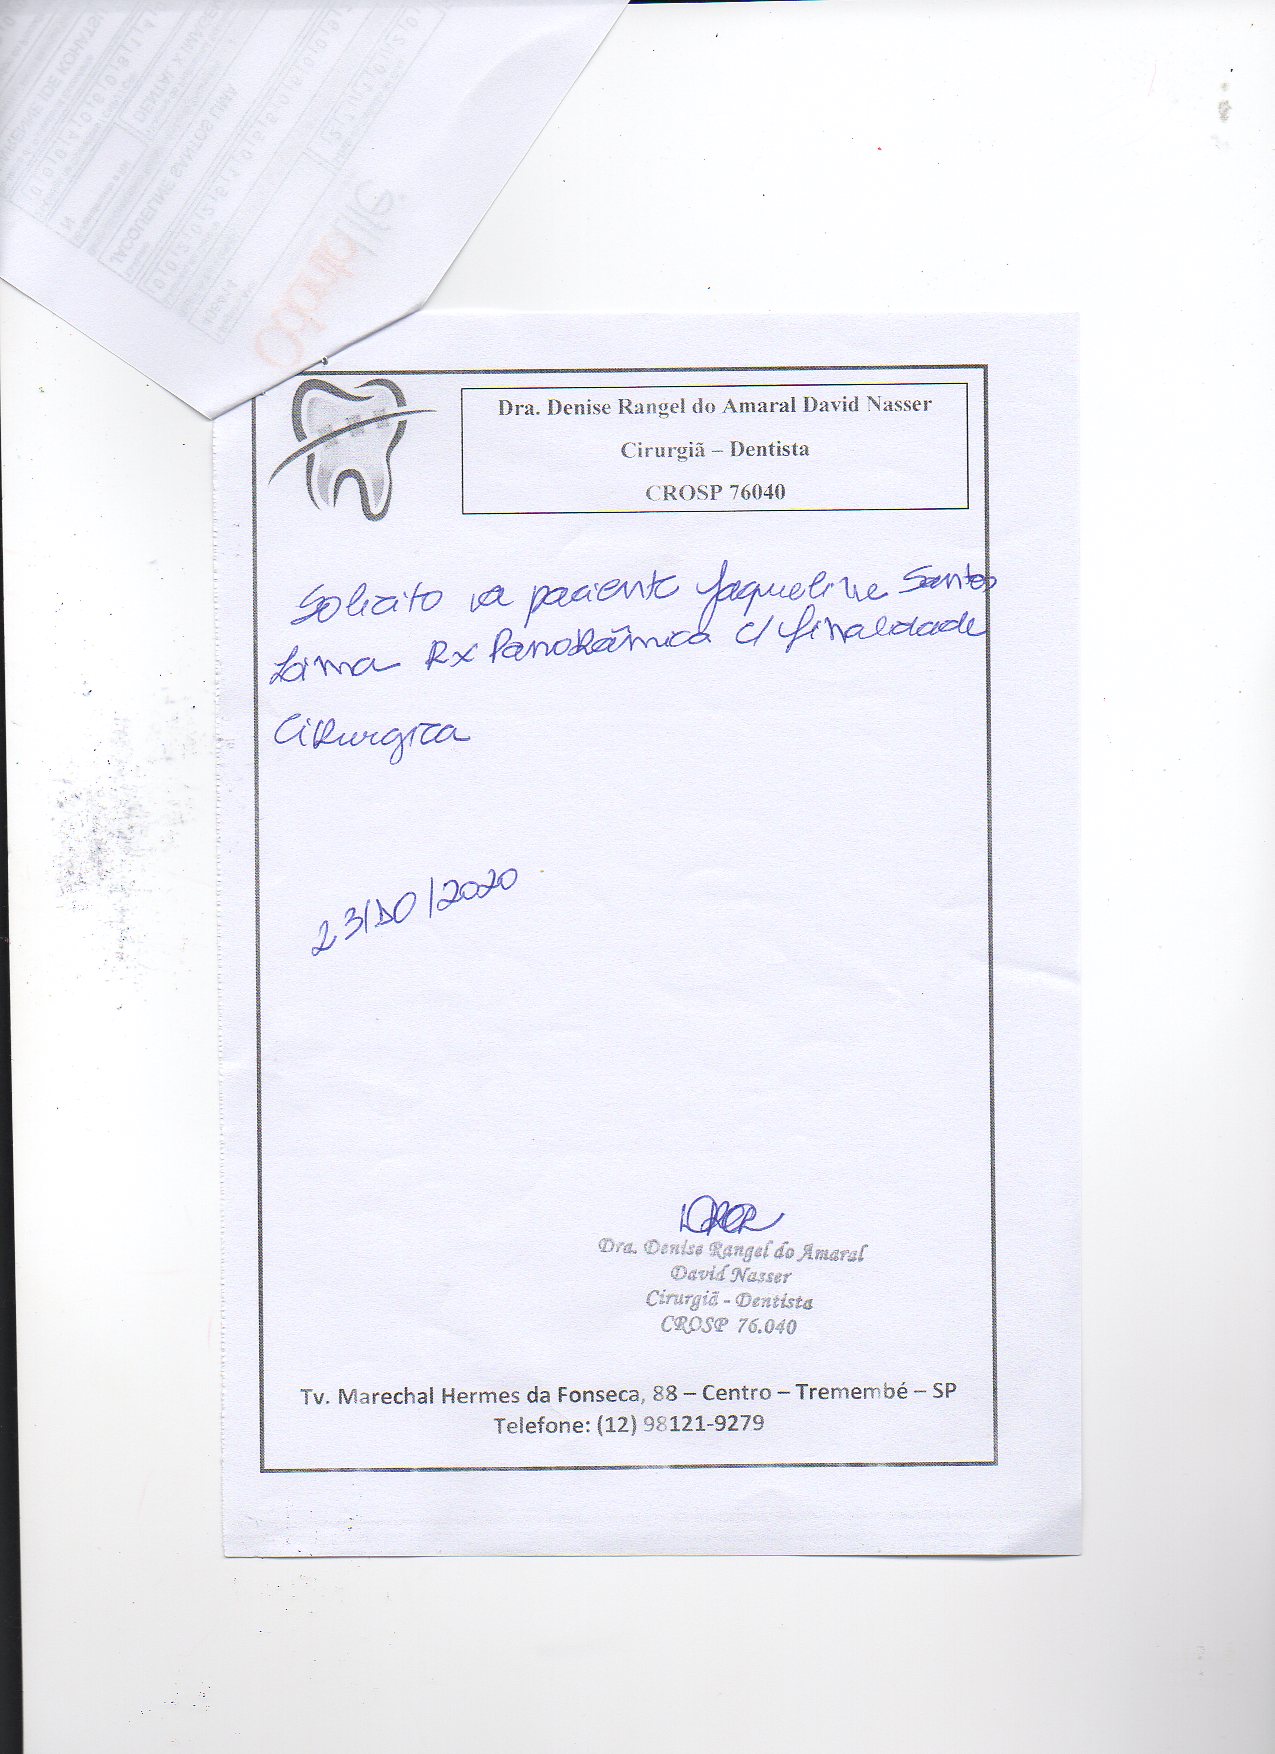 Dra. Denise Rangel do Amaral David Nasser
Cirurgiã – Dentista
CROSP 76040
Solicito a paciente Jaqueline Santos
Lima Rx Panorâmica c/ finalidade
Cirurgica
23/10/2020
Dra. Denise Rangel do Amaral
David Nasser
Cirurgiã - Dentista
CROSP 76.040
Tv. Marechal Hermes da Fonseca, 88 – Centro – Tremembé – SP
Telefone: (12) 98121-9279